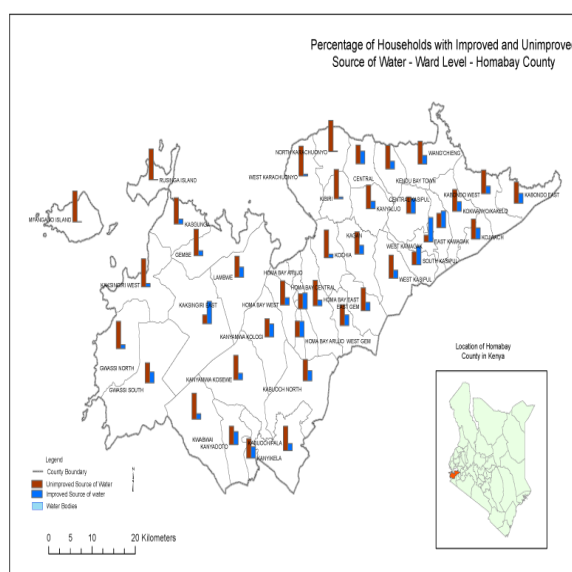 Percentage of Households with Improved and Unimprove
Source of Water - Ward Level - Homabay County
NORTH KARACHUONYO
WANG'CHIENG
WEST KARACHUONYO
CENTRAL
KENDU BAY TOWN
RUSINGA ISLAND
KIBIRI
KABONDO WEST
KABONDO EAST
MFANGANO ISLAND
KASGUNGA
KANYALUO
CENTRAL KASIPUL
KOKWANYO/KAKELO
KAGAN
WEST KAMAGAK
EAST KAMAGAK
KOJWACH
GEMBE
KOCHIA
SOUTH KASIPUL
LAMBWE
HOMA BAY ARUJO
WEST KASIPUL
KAKSINGIRI WEST
HOMA BAY CENTRAL
KAKSINGIRI EAST
HOMA BAY WEST
HOMA BAY EAST
EAST GEM
KANYAMWA KOLOGI
HOMA BAY ARUJO
WEST GEM
GWASSI NORTH
GWASSI SOUTH
KANYAMWA KOSEWE
KABUOCH NORTH
KWABWAI
KANYADOTO
KANYIKELA
Location of Homabay
County in Kenya
Legend
County Boundary
Unimproved Source of Water
Improved Source of water
Water Bodies
0 5 10 20 Kilometers